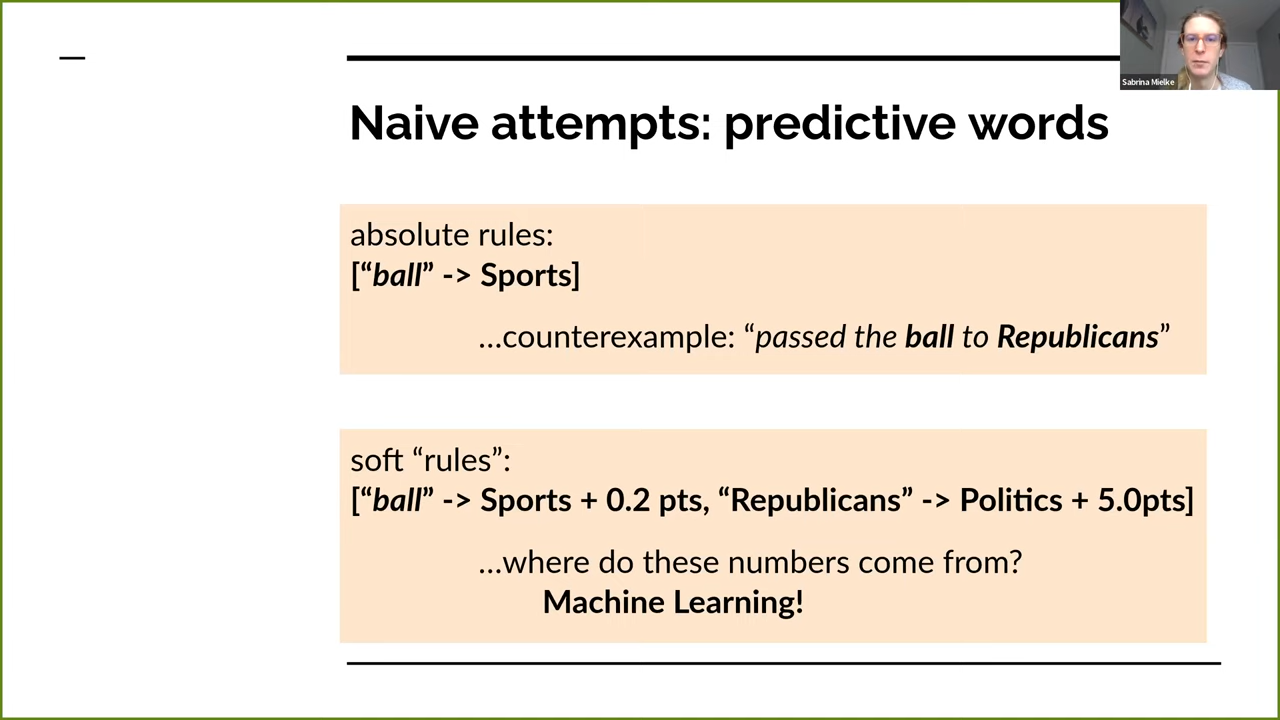 Sabrina Mielke
Naive attempts: predictive words
absolute rules:
[“ball” -> Sports]
...counterexample: “passed the ball to Republicans”
soft “rules”:
[“ball” -> Sports + 0.2 pts, “Republicans” -> Politics + 5.0pts]
...where do these numbers come from?
Machine Learning!